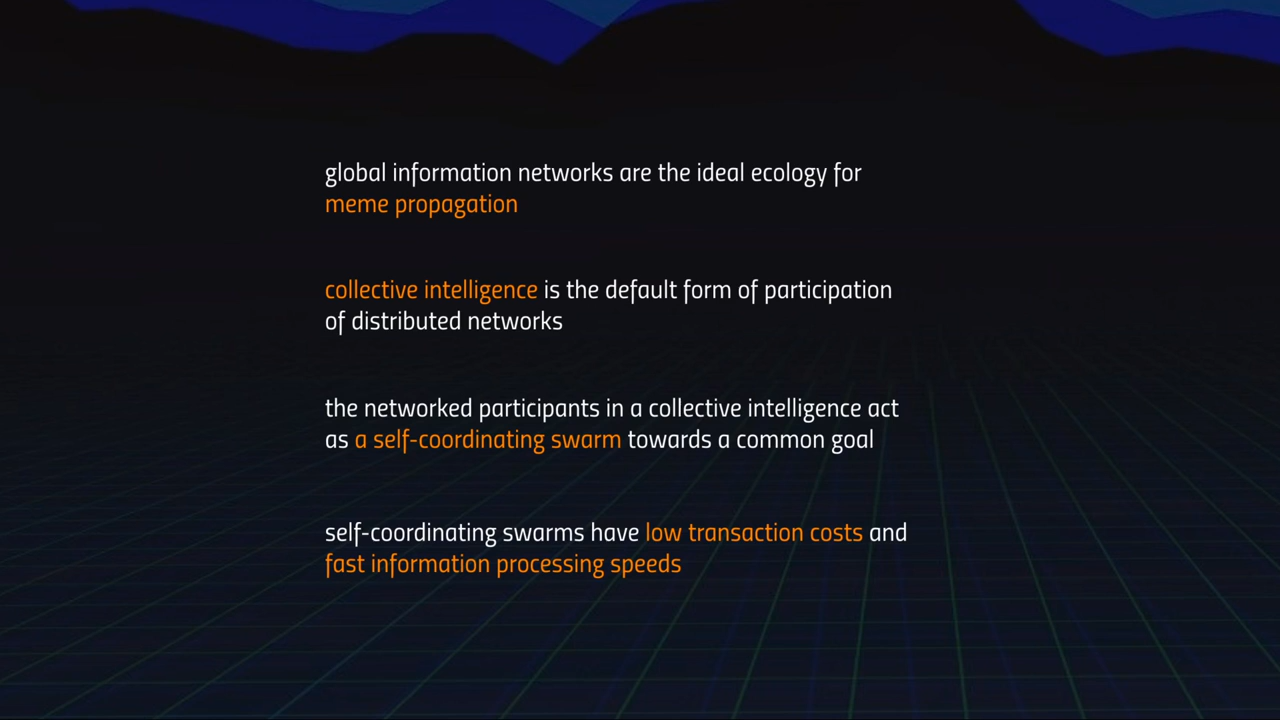 global information networks are the ideal ecology for
meme propagation
collective intelligence is the default form of participation
of distributed networks
the networked participants in a collective intelligence act
as a self-coordinating swarm towards a common goal
self-coordinating swarms have low transaction costs and
fast information processing speeds